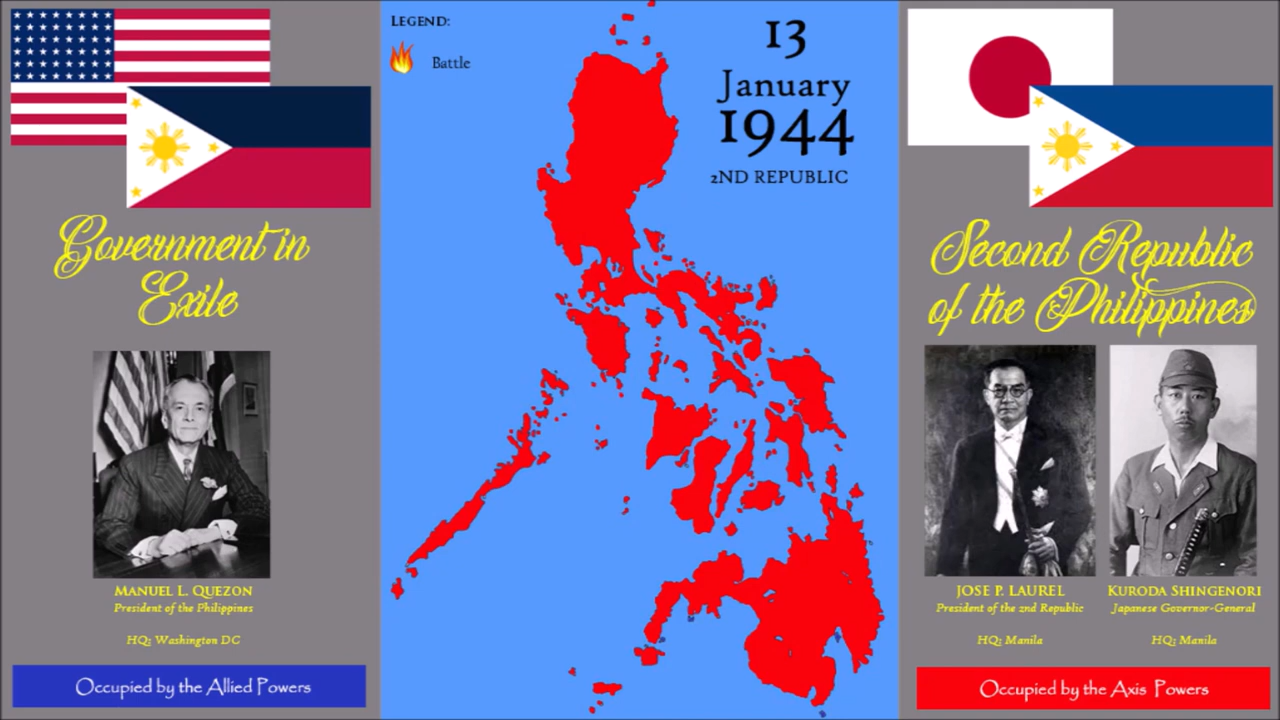 LEGEND:
Battle
13
January
1944
2ND REPUBLIC
Government in
Exile
MANUEL L. QUEZON
President of the Philippines
HQ: Washington DC
Occupied by the Allied Powers
Second Republic
of the Philippines
JOSE P. LAUREL
President of the 2nd Republic
HQ: Manila
KURODA SHINGENORI
Japanese Governor-General
HQ: Manila
Occupied by the Axis Powers